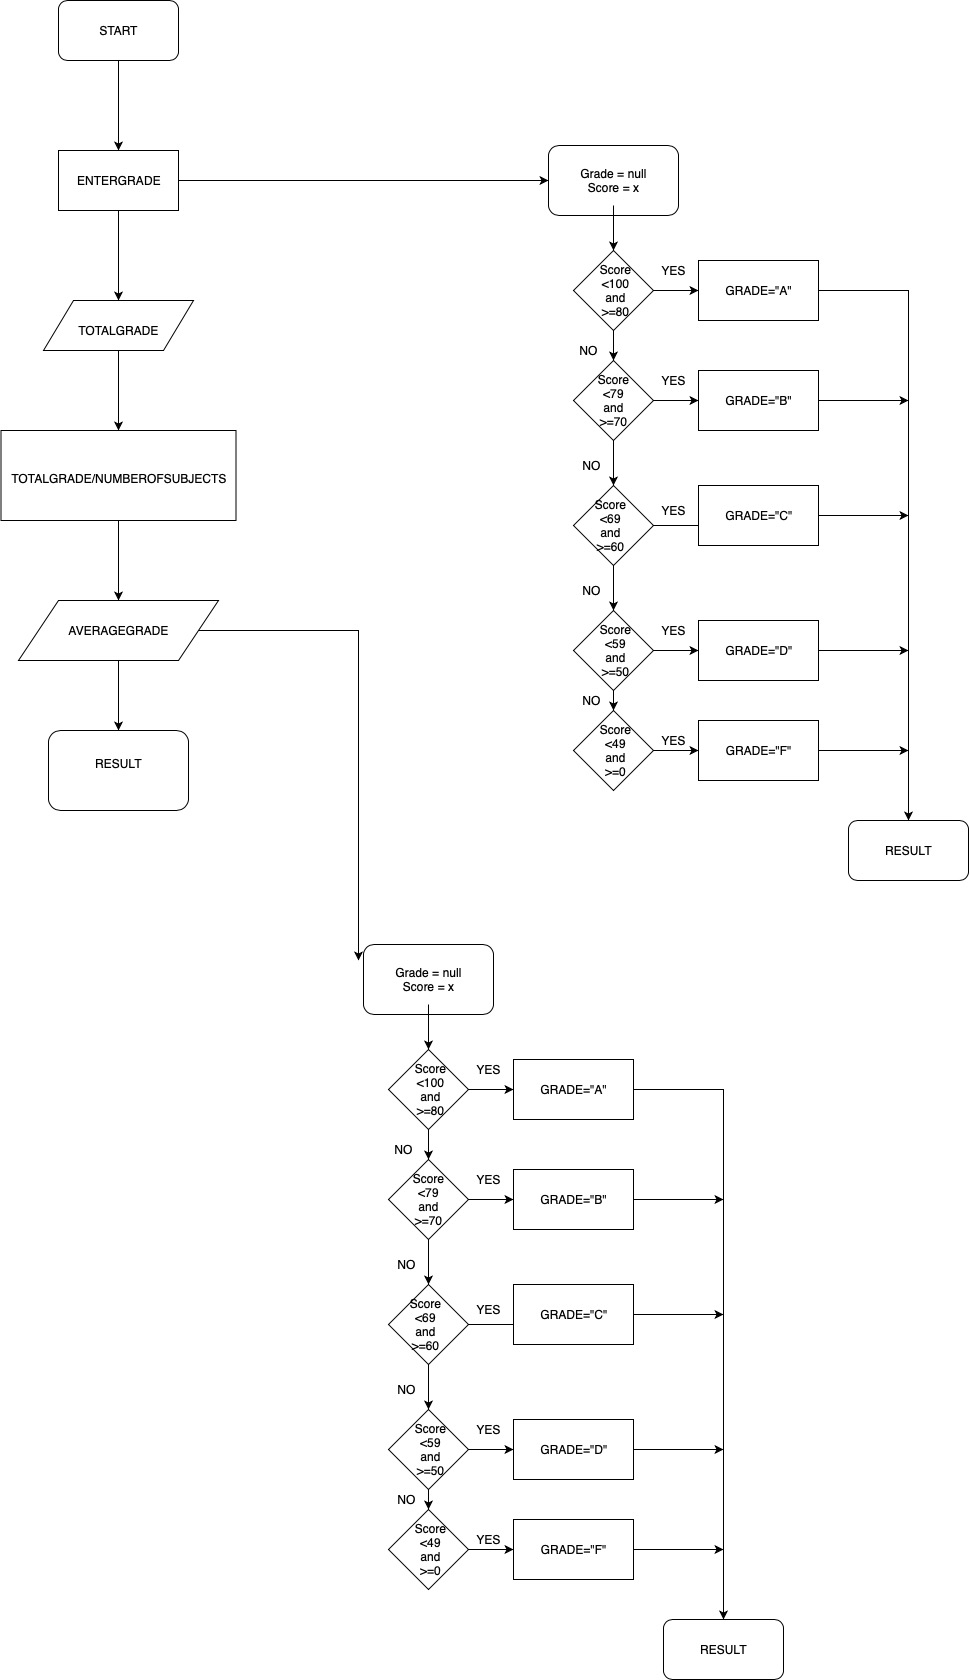 START
ENTERGRADE
TOTALGRADE
TOTALGRADE/NUMBEROFSUBJECTS
AVERAGEGRADE
RESULT
Grade = null
Score = x
Score
<100
and
>=80
YES
GRADE="A"
NO
Score
<79
and
>=70
YES
GRADE="B"
NO
Score
<69
and
>=60
YES
GRADE="C"
NO
Score
<59
and
>=50
YES
GRADE="D"
NO
Score
<49
and
>=0
YES
GRADE="F"
RESULT
Grade = null
Score = x
Score
<100
and
>=80
YES
GRADE="A"
NO
Score
<79
and
>=70
YES
GRADE="B"
NO
Score
<69
and
>=60
YES
GRADE="C"
NO
Score
<59
and
>=50
YES
GRADE="D"
NO
Score
<49
and
>=0
YES
GRADE="F"
RESULT